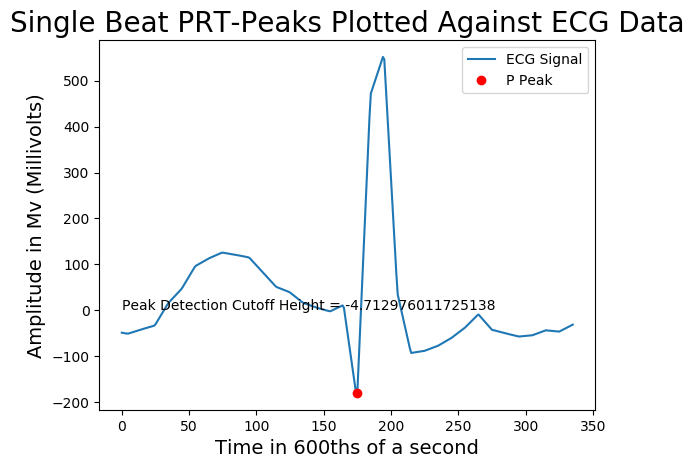 Single Beat PRT-Peaks Plotted Against ECG Data
ECG Signal
P Peak
Amplitude in Mv (Millivolts)
500
400
300
200
100
0
−100
−200
Peak Detection Cutoff Height = -4.712976011725138
0
50
100
150
200
250
300
350
Time in 600ths of a second